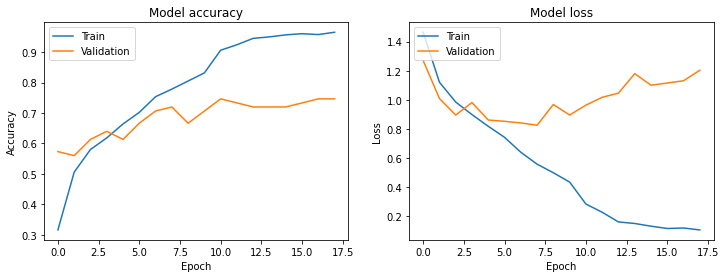 Model accuracy
Train
Validation
Accuracy
0.9
0.8
0.7
0.6
0.5
0.4
0.3
0.0 2.5 5.0 7.5 10.0 12.5 15.0 17.5
Epoch
Model loss
Train
Validation
Loss
1.4
1.2
1.0
0.8
0.6
0.4
0.2
0.0 2.5 5.0 7.5 10.0 12.5 15.0 17.5
Epoch